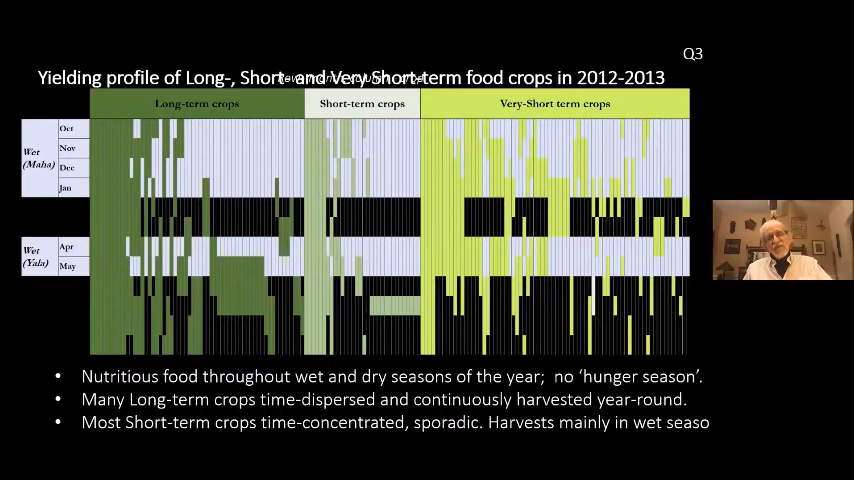 Q3
Yielding profile of Long-, Short- and Very Short-term food crops in 2012-2013
Long-term crops Short-term crops Very-Short term crops
Wet (Maha)
Oct
Nov
Dec
Jan
Wet (Yala)
Apr
May
• Nutritious food throughout wet and dry seasons of the year; no ‘hunger season’.
• Many Long-term crops time-dispersed and continuously harvested year-round.
• Most Short-term crops time-concentrated, sporadic. Harvests mainly in wet seaso